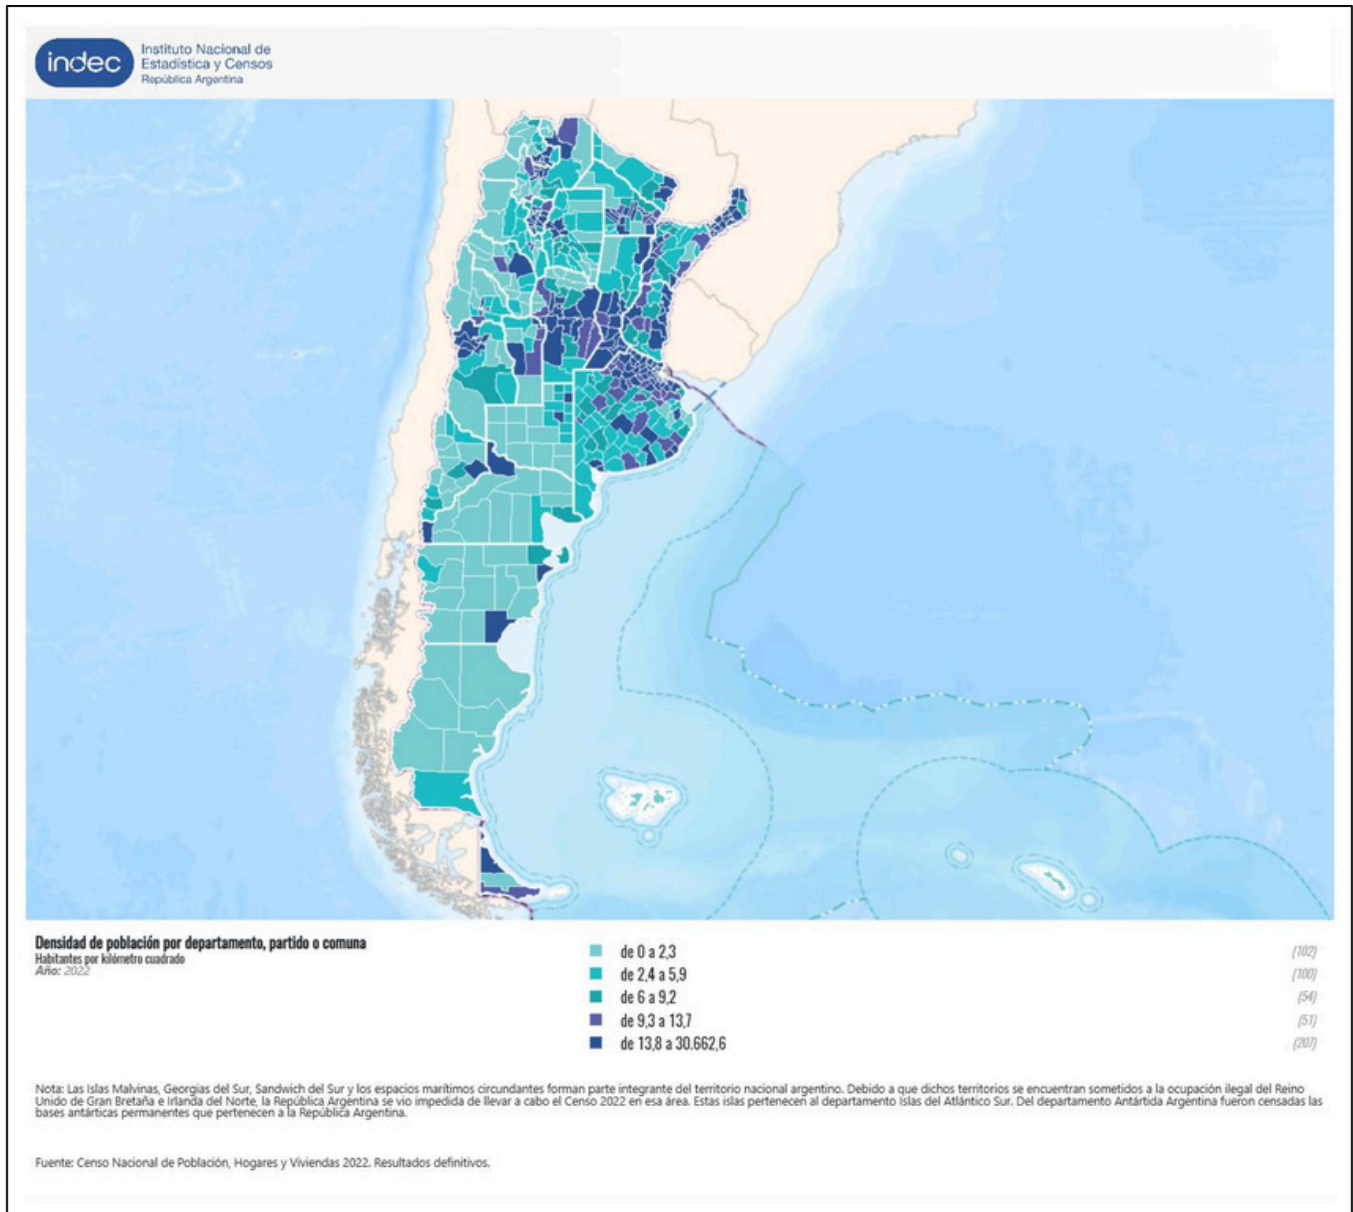 indec
Instituto Nacional de
Estadística y Censos
República Argentina
Densidad de población por departamento, partido o comuna
Habitantes por kilómetro cuadrado
Año: 2022
de 0 a 2,3 (102)
de 2,4 a 5,9 (100)
de 6 a 9,2 (54)
de 9,3 a 13,7 (51)
de 13,8 a 30.662,6 (207)
Nota: Las Islas Malvinas, Georgias del Sur, Sandwich del Sur y los espacios marítimos circundantes forman parte integrante del territorio nacional argentino. Debido a que dichos territorios se encuentran sometidos a la ocupación ilegal del Reino
Unido de Gran Bretaña e Irlanda del Norte, la República Argentina se vio impedida de llevar a cabo el Censo 2022 en esa área. Estas islas pertenecen al departamento Islas del Atlántico Sur. Del departamento Antártida Argentina fueron censadas las
bases antárticas permanentes que pertenecen a la República Argentina.
Fuente: Censo Nacional de Población, Hogares y Viviendas 2022. Resultados definitivos.